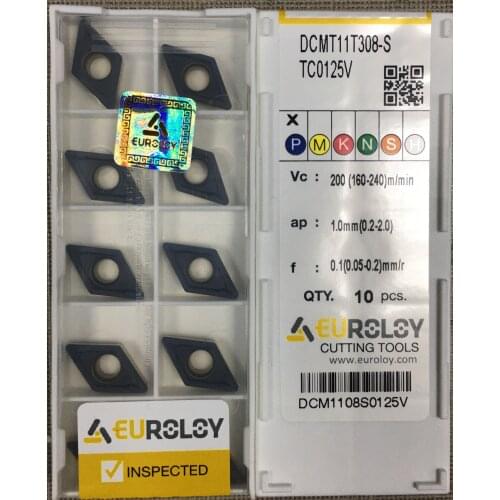 EUROLOY
EUROLOY
INSPECTED
DCMT11T308-S
TC0125V
X
P M K N S H
Vc : 200 (160-240)m/min
ap : 1.0mm(0.2-2.0)
f : 0.1(0.05-0.2)mm/r
QTY. 10 pcs.
EUROLOY
CUTTING TOOLS
www.euroloy.com
DCM1108S0125V